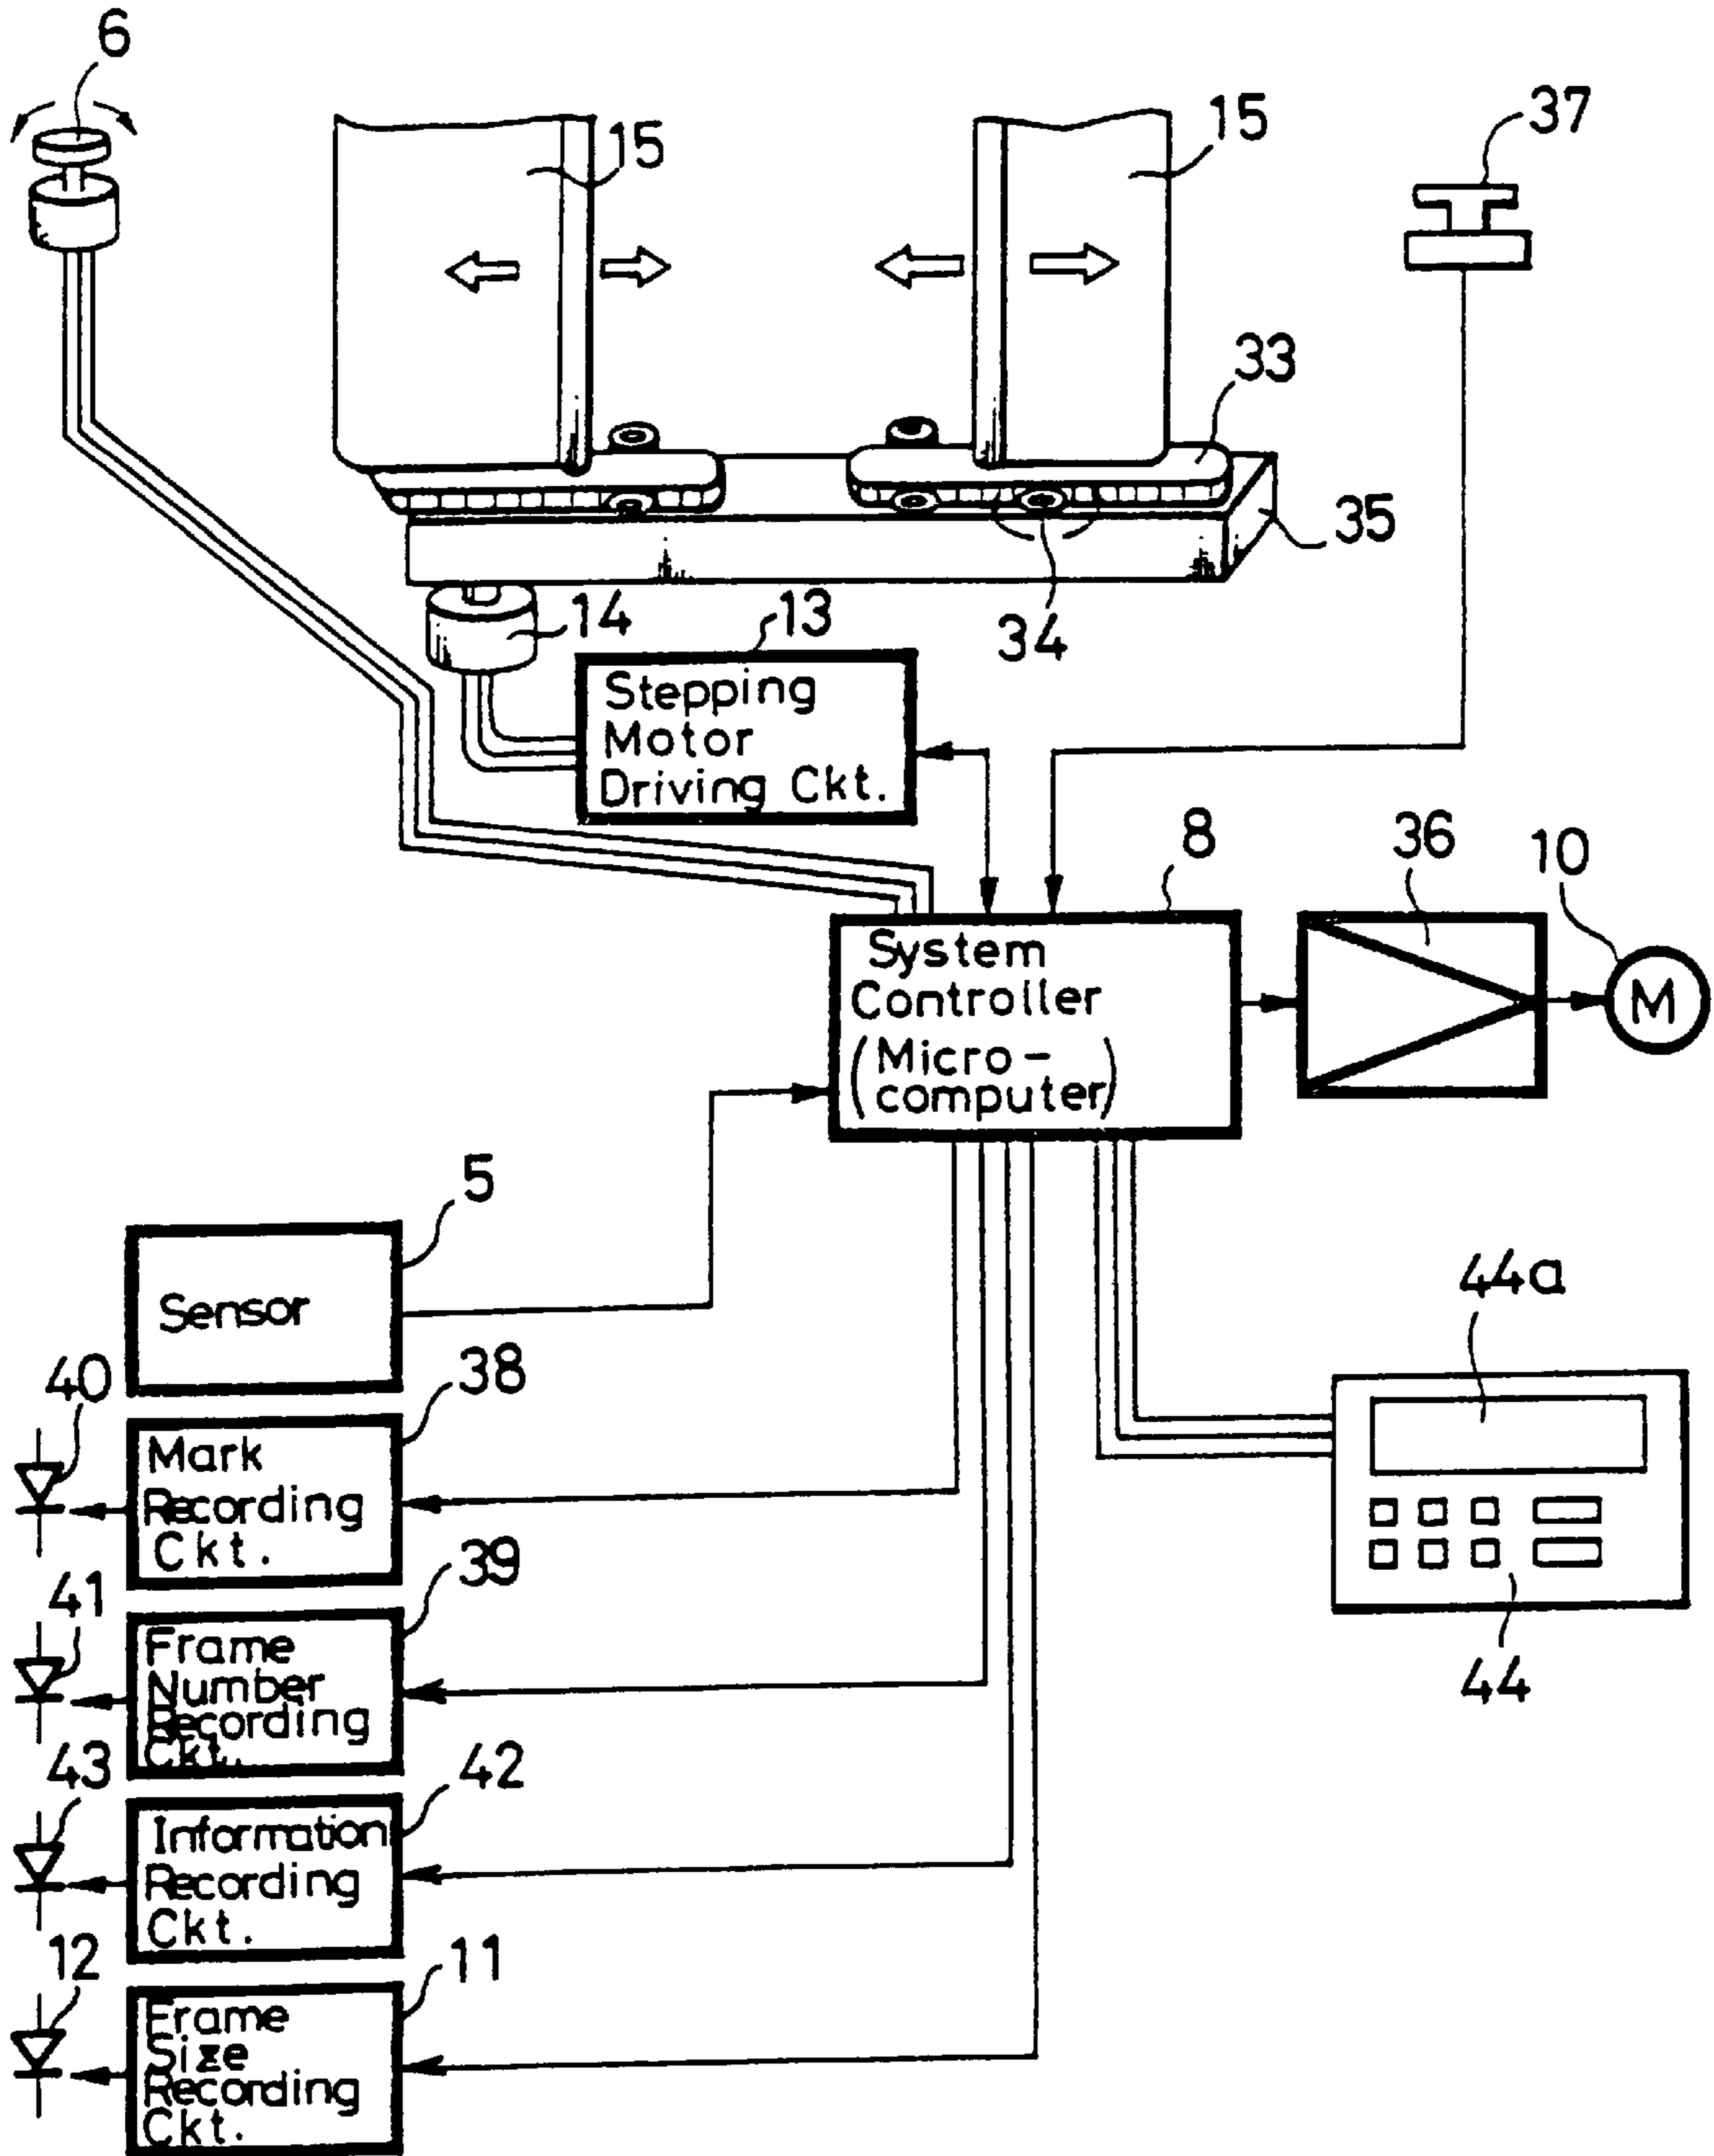 6
15
15
37
33
35
14
13
34
Stepping
Motor
Driving Ckt.
8
36
10
System
Controller
(Micro-
computer)
M
5
Sensor
44a
40
38
Mark
Recording
Ckt.
41
39
Frame
Number
Recording
Ckt.
44
43
42
Information
Recording
Ckt.
12
11
Frame
Size
Recording
Ckt.